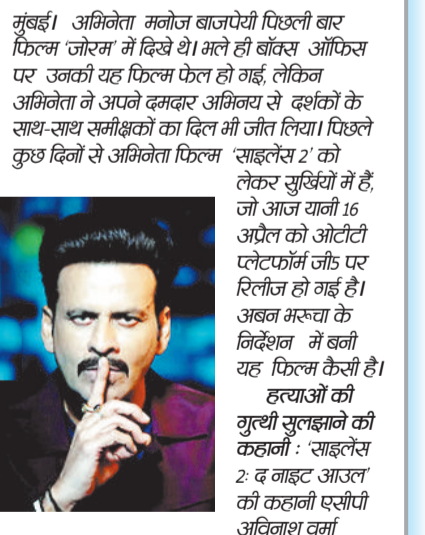 मुंबई। अभिनेता मनोज बाजपेयी पिछली बार
फिल्म 'जोरम' में दिखे थे। भले ही बॉक्स ऑफिस
पर उनकी यह फिल्म फेल हो गई, लेकिन
अभिनेता ने अपने दमदार अभिनय से दर्शकों के
साथ-साथ समीक्षकों का दिल भी जीत लिया। पिछले
कुछ दिनों से अभिनेता फिल्म 'साइलेंस 2' को
लेकर सुर्खियों में हैं,
जो आज यानी 16
अप्रैल को ओटीटी
प्लेटफॉर्म जी5 पर
रिलीज हो गई है।
अबन भरूचा के
निर्देशन में बनी
यह फिल्म कैसी है।
हत्याओं की
गुत्थी सुलझाने की
कहानी : 'साइलेंस
2: द नाइट आउल'
की कहानी एसीपी
अविनाश वर्मा